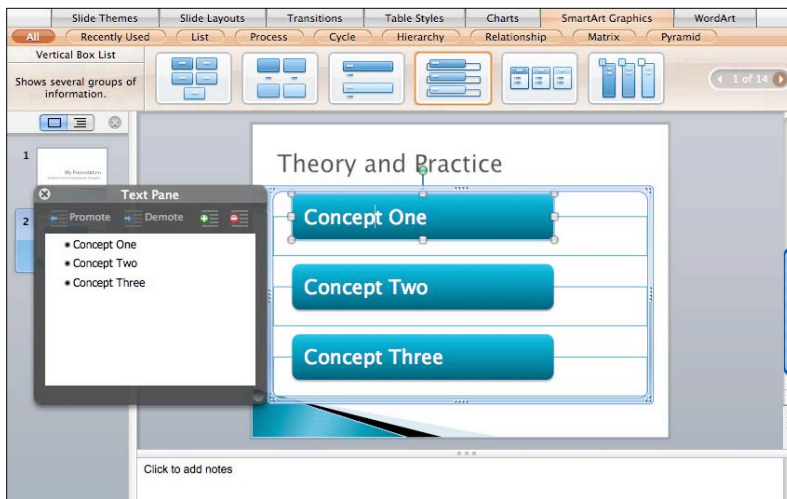 Slide Themes Slide Layouts Transitions Table Styles Charts SmartArt Graphics WordArt
All Recently Used List Process Cycle Hierarchy Relationship Matrix Pyramid
Vertical Box List
Shows several groups of
information.
1 of 14
1
My Presentation
Theory and Practice
Text Pane
2
Promote Demote
Concept One
Concept Two
Concept Three
Concept One
Concept Two
Concept Three
Click to add notes